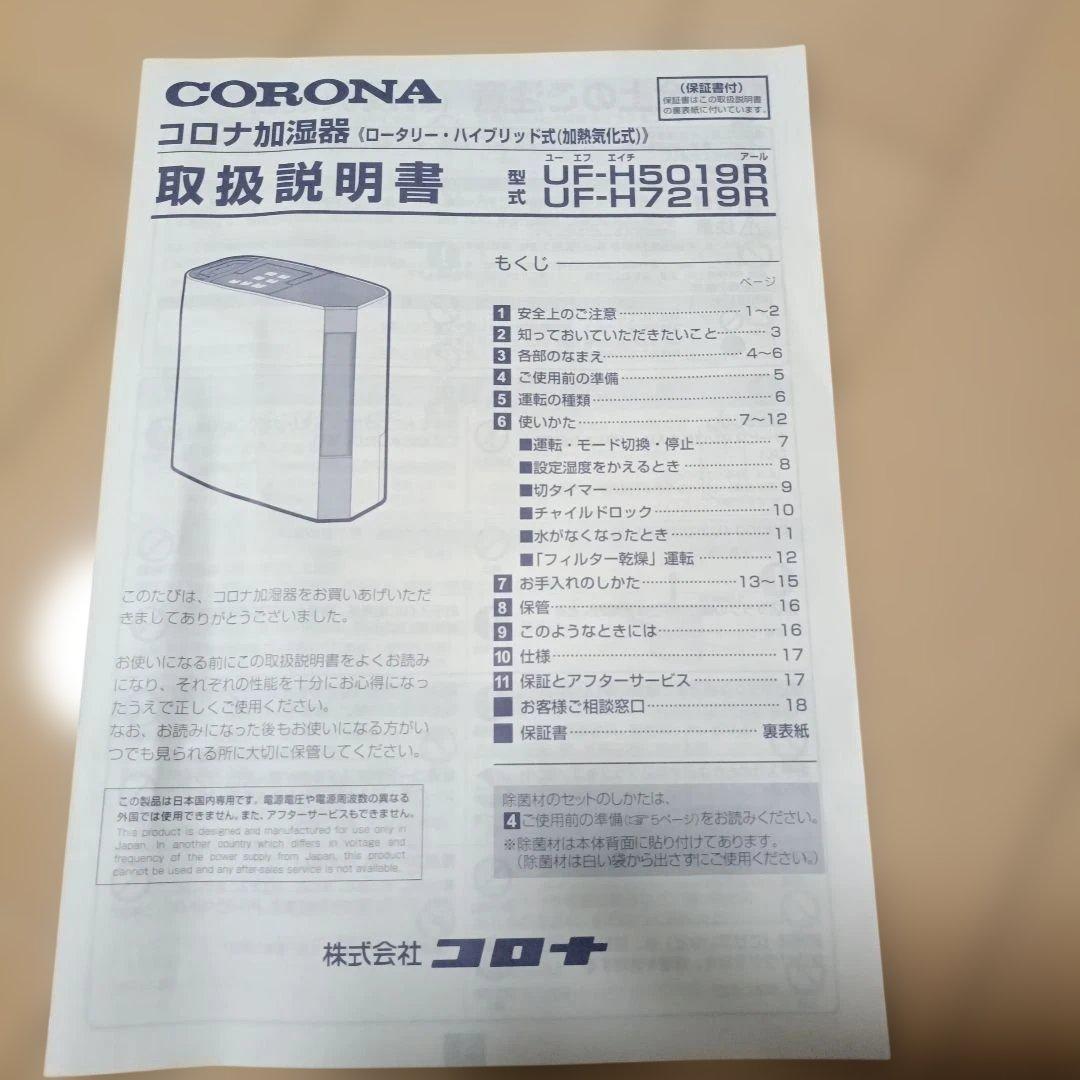 CORONA
(保証書付)
保証書はこの取扱説明書
の裏表紙に付いています。
コロナ加湿器《ロータリー・ハイブリッド式(加熱気化式)》
取扱説明書
型式
ユー エフ エイチ アール
UF-H5019R
UF-H7219R
もくじ
ページ
1 安全上のご注意 1〜2
2 知っておいていただきたいこと 3
3 各部のなまえ 4〜6
4 ご使用前の準備 5
5 運転の種類 6
6 使いかた 7〜12
■運転・モード切換・停止 7
■設定湿度をかえるとき 8
■切タイマー 9
■チャイルドロック 10
■水がなくなったとき 11
■「フィルター乾燥」運転 12
7 お手入れのしかた 13〜15
8 保管 16
9 このようなときには 16
10 仕様 17
11 保証とアフターサービス 17
■ お客様ご相談窓口 18
■ 保証書 裏表紙
このたびは、コロナ加湿器をお買いあげいただ
きましてありがとうございました。
お使いになる前にこの取扱説明書をよくお読み
になり、それぞれの性能を十分にお心得になっ
たうえで正しくご使用ください。
なお、お読みになった後もお使いになる方がい
つでも見られる所に大切に保管してください。
この製品は日本国内専用です。電源電圧や電源周波数の異なる
外国では使用できません。また、アフターサービスもできません。
This product is designed and manufactured for use only in
Japan. In another country which differs in voltage and
frequency of the power supply from Japan, this product
cannot be used and any after-sales service is not available.
除菌材のセットのしかたは、
4 ご使用前の準備(☞5ページ)をお読みください。
※除菌材は本体背面に貼り付けてあります。
(除菌材は白い袋から出さずにご使用ください。)
株式会社 コロナ